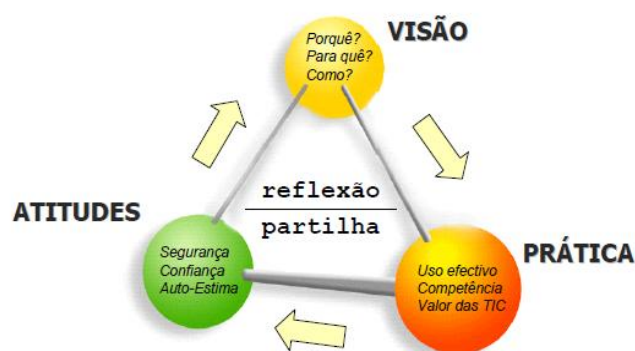 VISÃO
Porquê?
Para quê?
Como?
reflexão
partilha
ATITUDES
Segurança
Confiança
Auto-Estima
PRÁTICA
Uso efectivo
Competência
Valor das TIC